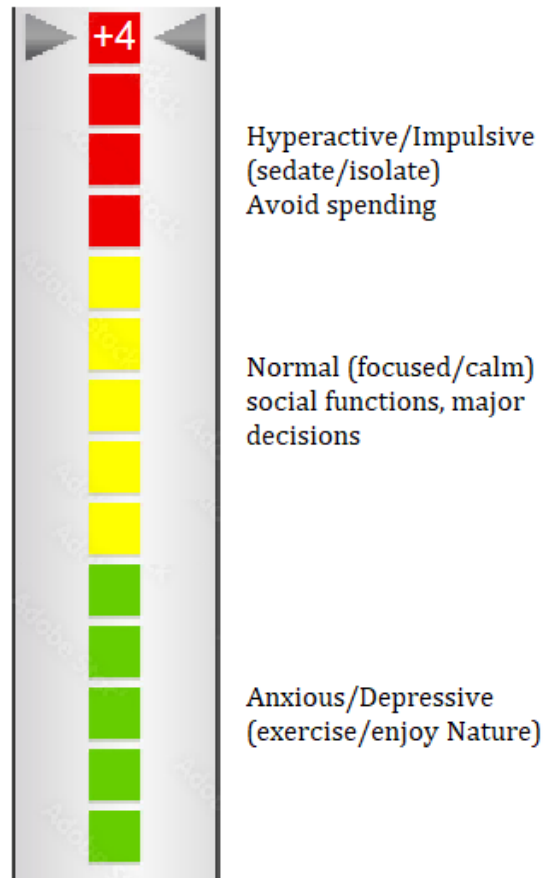 +4
Hyperactive/Impulsive
(sedate/isolate)
Avoid spending
Normal (focused/calm)
social functions, major
decisions
Anxious/Depressive
(exercise/enjoy Nature)